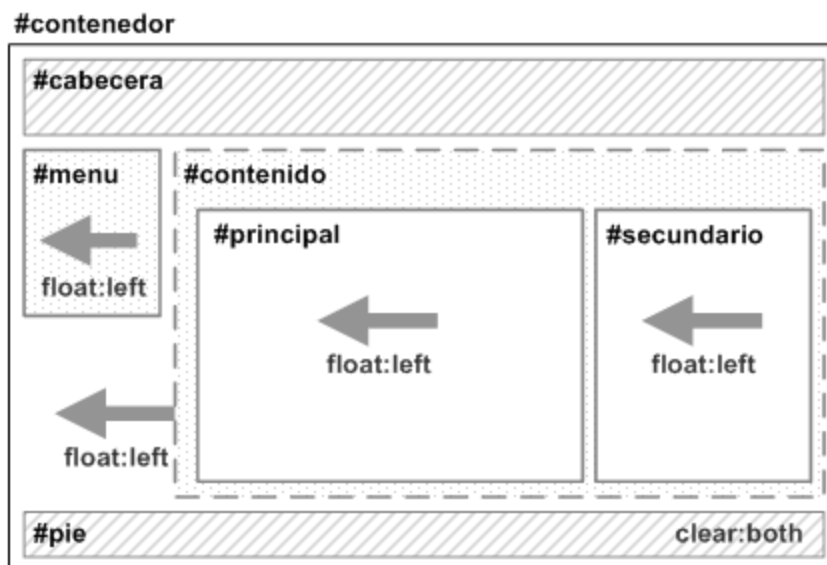 #contenedor
#cabecera
#menu
float:left
#contenido
#principal
float:left
#secundario
float:left
float:left
#pie
clear:both